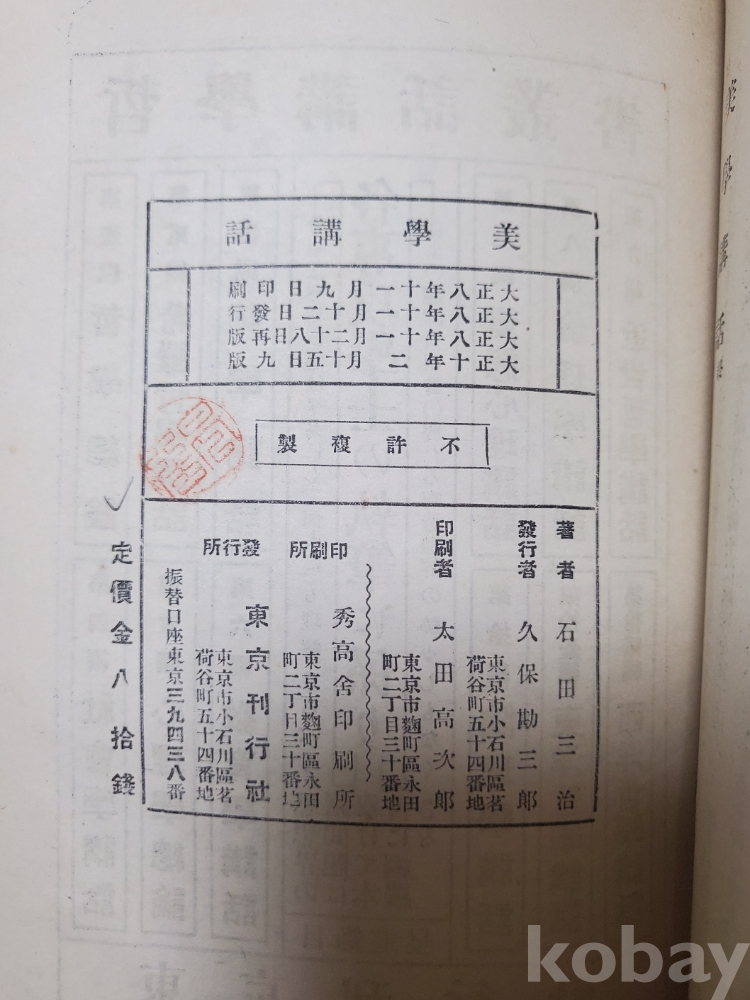 美學講話
大正八年十一月九日印刷
大正八年十一月十二日發行
大正八年十一月二十八日再版
大正十年二月十五日九版
不許複製
著者 石田三治
發行者 久保勘三郎
東京市小石川區茗
荷谷町五十四番地
印刷者 太田高次郎
東京市麴町區永田
町二丁目三十番地
印刷所 秀高舍印刷所
東京市麴町區永田
町二丁目三十番地
發行所 東京刊行社
東京市小石川區茗
荷谷町五十四番地
振替口座東京三九四三八番
定價金八拾錢
kobay